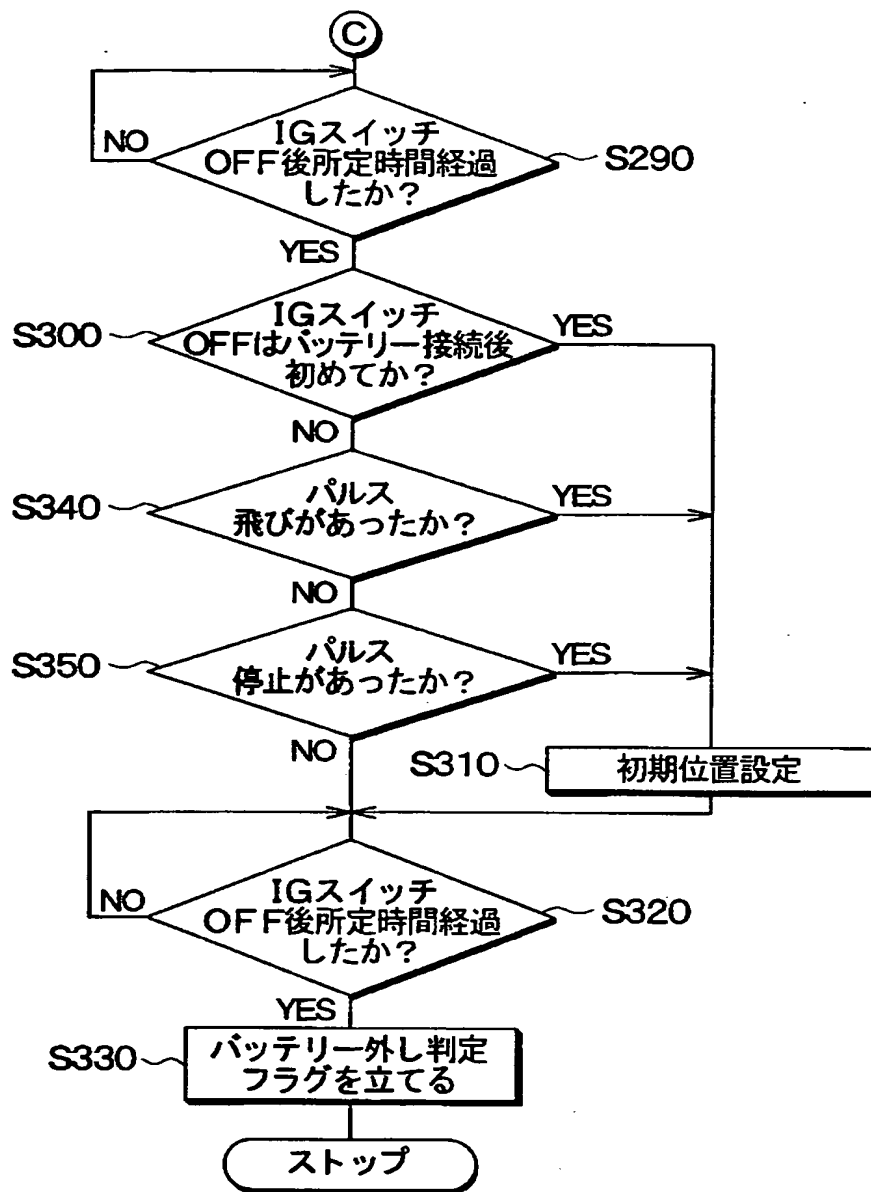 C
IGスイッチ
OFF後所定時間経過
したか?
NO
S290
YES
IGスイッチ
OFFはバッテリー接続後
初めてか?
S300
YES
NO
パルス
飛びがあったか?
S340
YES
NO
パルス
停止があったか?
S350
YES
NO
S310
初期位置設定
IGスイッチ
OFF後所定時間経過
したか?
NO
S320
YES
バッテリー外し判定
フラグを立てる
S330
ストップ